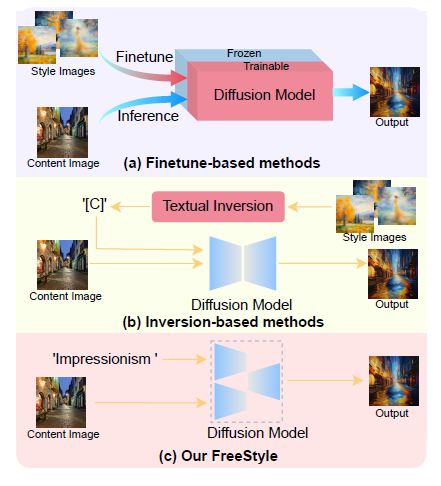 Style Images
Finetune
Frozen
Trainable
Diffusion Model
Inference
Content Image
Output
(a) Finetune-based methods
'[C]'
Textual Inversion
Style Images
Content Image
Diffusion Model
Output
(b) Inversion-based methods
'Impressionism '
Content Image
Diffusion Model
Output
(c) Our FreeStyle